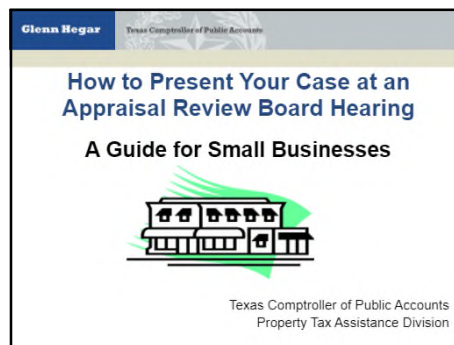 Glenn Hegar
Texas Comptroller of Public Accounts
How to Present Your Case at an
Appraisal Review Board Hearing
A Guide for Small Businesses
Texas Comptroller of Public Accounts
Property Tax Assistance Division